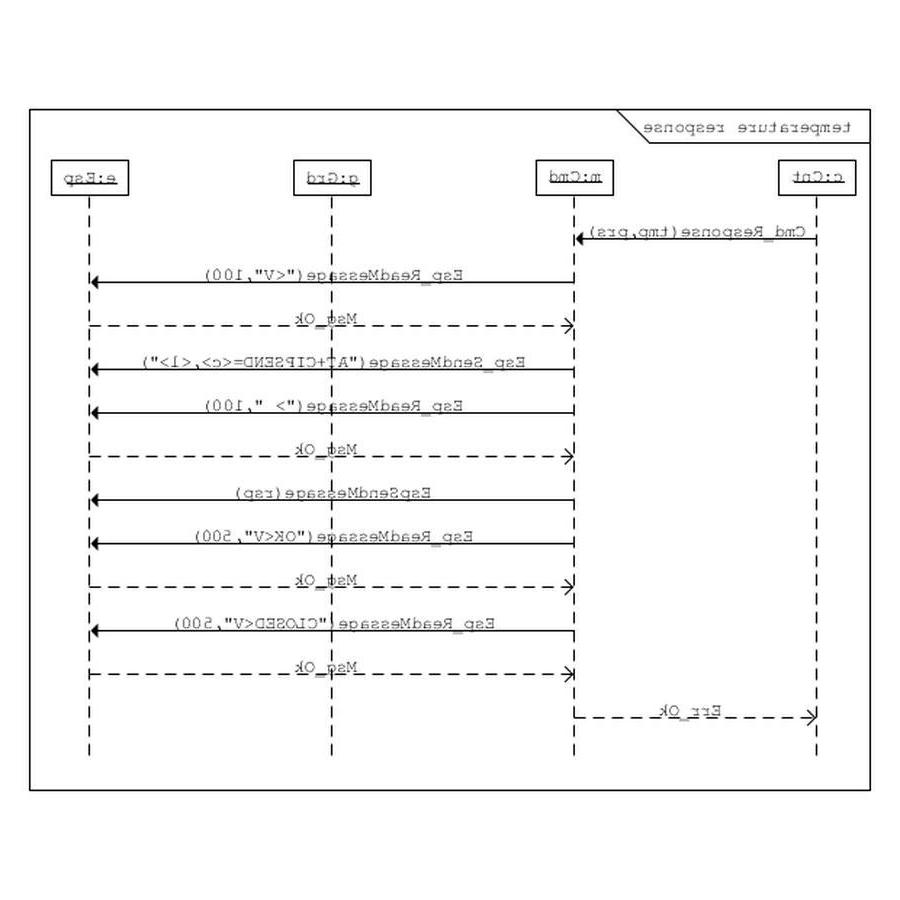 temperature response
c:Cnt
m:Cmd
g:Grd
e:Esp
Cmd_Response(tmp,prs)
Esp_ReadMessage("<V",100)
Msg_Ok
Esp_SendMessage("AT+CIPSEND=<c>,<l>")
Esp_ReadMessage("> ",100)
Msg_Ok
EspSendMessage(rsp)
Esp_ReadMessage("OK<V",500)
Msg_Ok
Esp_ReadMessage("CLOSED<V",500)
Msg_Ok
Err_Ok